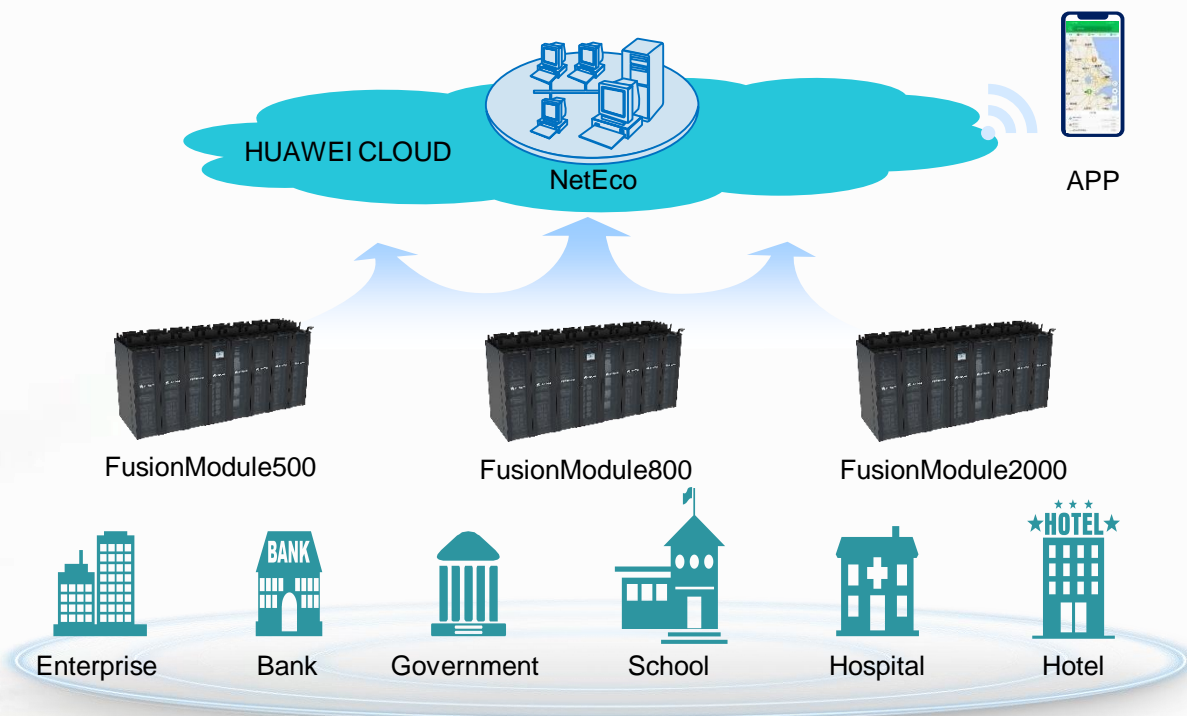 HUAWEI CLOUD
NetEco
APP
FusionModule500
FusionModule800
FusionModule2000
BANK
HOTEL
Enterprise
Bank
Government
School
Hospital
Hotel